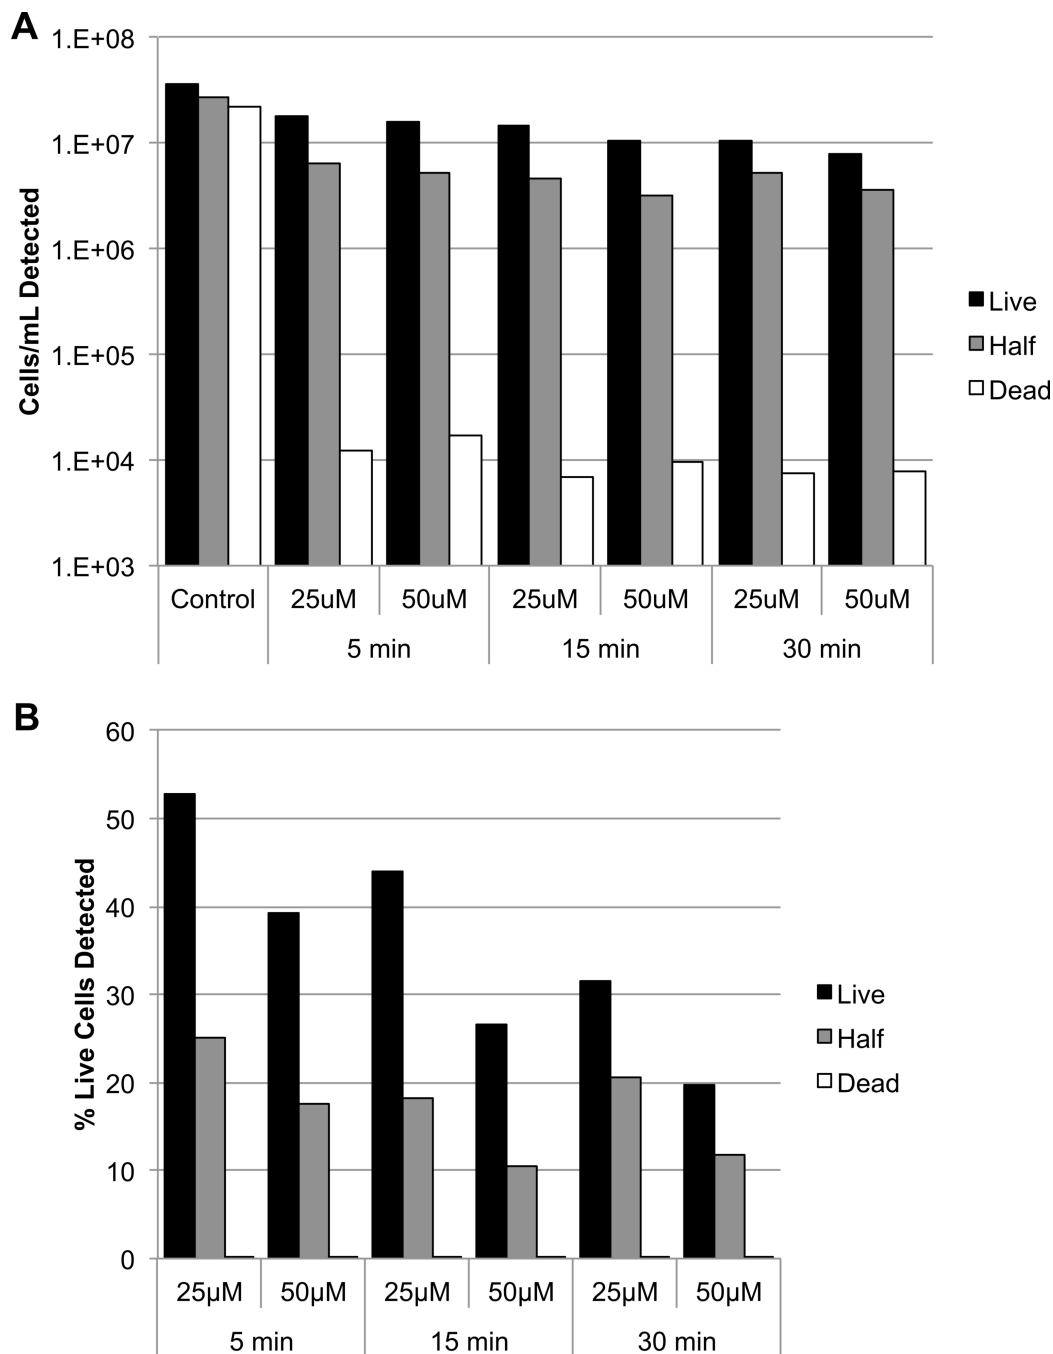 A
1.E+08
1.E+07
1.E+06
1.E+05
1.E+04
1.E+03
Cells/mL Detected
Live
Half
Dead
Control 25uM 50uM 25uM 50uM 25uM 50uM
5 min 15 min 30 min
B
60
50
40
30
20
10
0
% Live Cells Detected
Live
Half
Dead
25µM 50µM 25µM 50µM 25µM 50µM
5 min 15 min 30 min